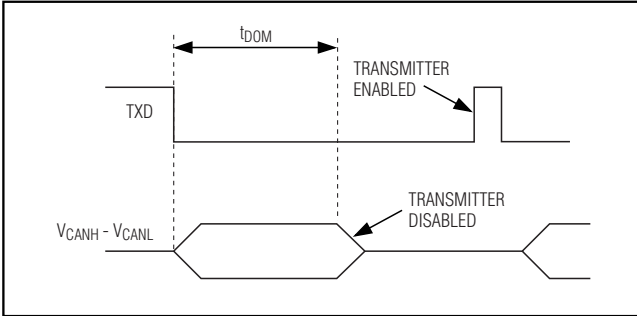 tDOM
TRANSMITTER
ENABLED
TXD
TRANSMITTER
DISABLED
VCANH - VCANL